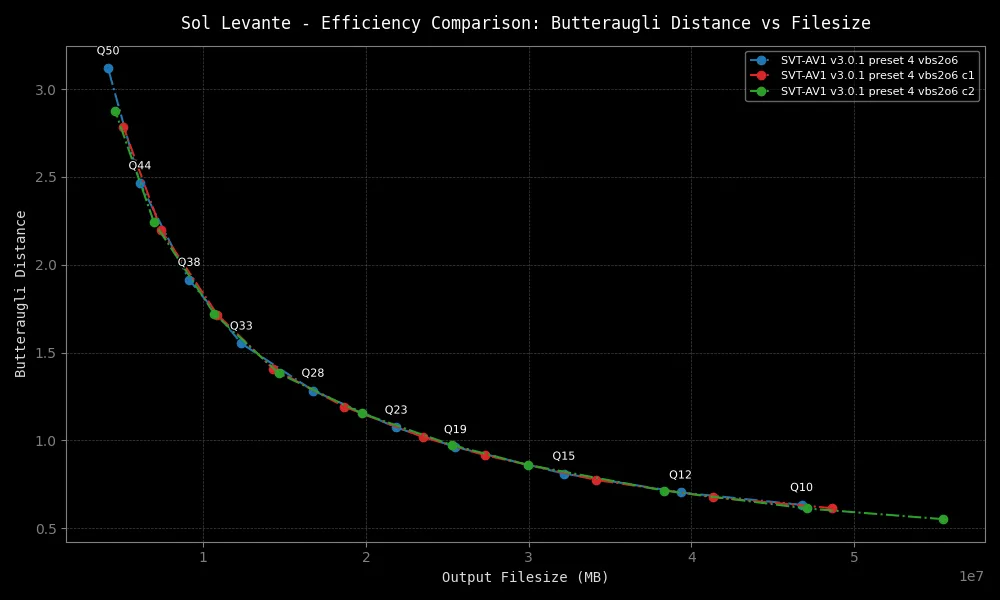 Sol Levante - Efficiency Comparison: Butteraugli Distance vs Filesize
SVT-AV1 v3.0.1 preset 4 vbs2o6
SVT-AV1 v3.0.1 preset 4 vbs2o6 c1
SVT-AV1 v3.0.1 preset 4 vbs2o6 c2
Q50
Q44
Q38
Q33
Q28
Q23
Q19
Q15
Q12
Q10
Butteraugli Distance
3.0
2.5
2.0
1.5
1.0
0.5
1
2
3
4
5
1e7
Output Filesize (MB)